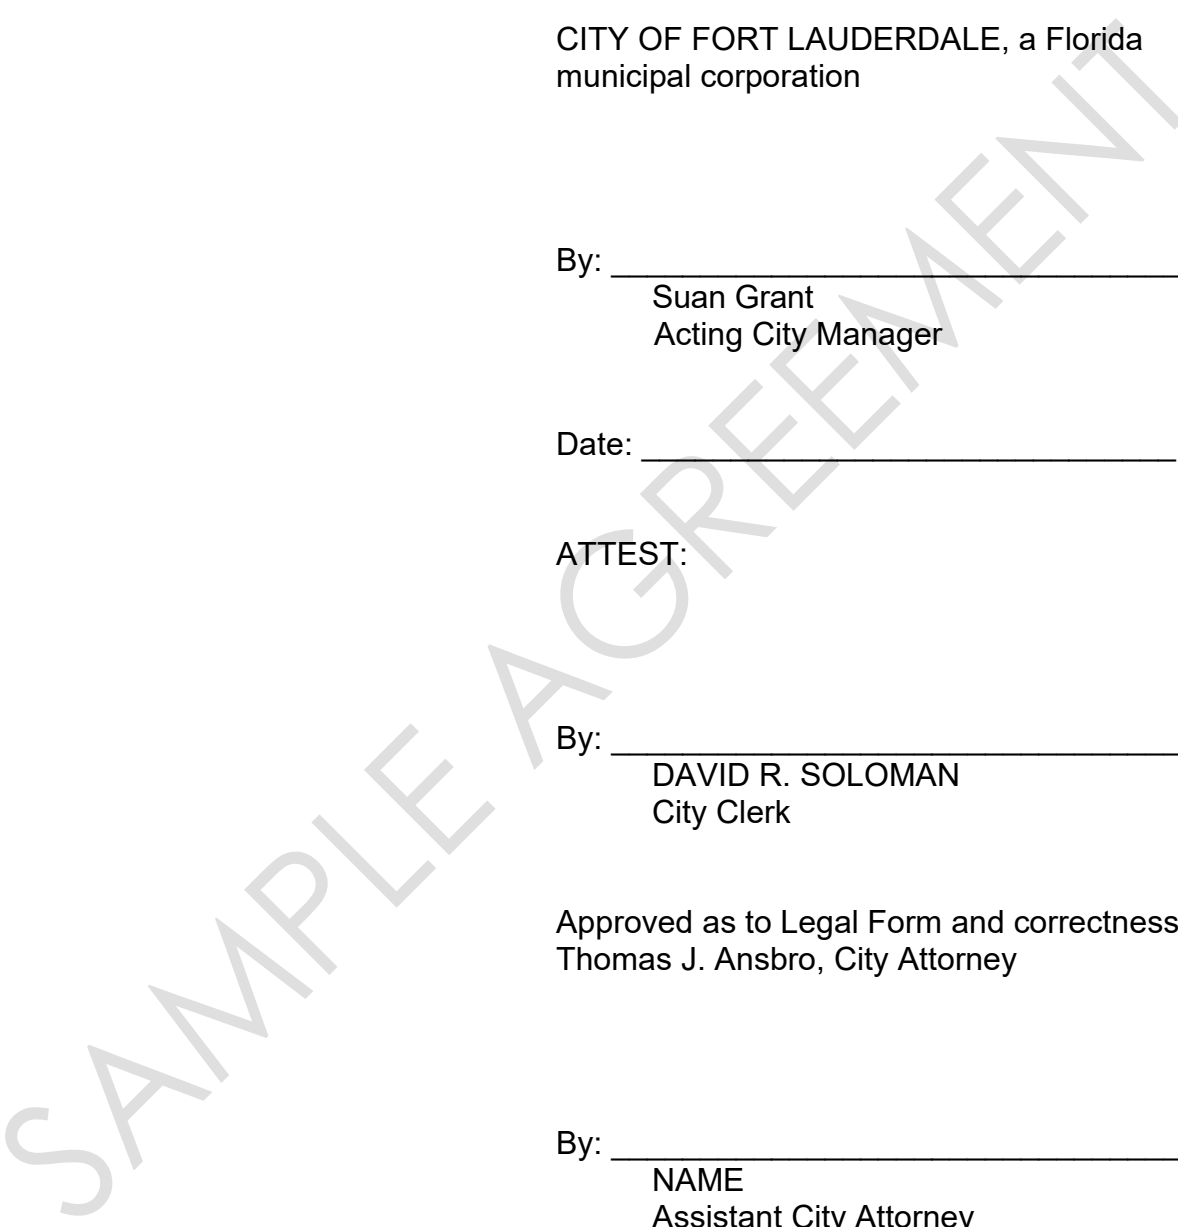 CITY OF FORT LAUDERDALE, a Florida
municipal corporation
By: ________________________________
Suan Grant
Acting City Manager
Date: ______________________________
ATTEST:
By: ________________________________
DAVID R. SOLOMAN
City Clerk
Approved as to Legal Form and correctness
Thomas J. Ansbro, City Attorney
By: ________________________________
NAME
Assistant City Attorney
SAMPLE AGREEMENT